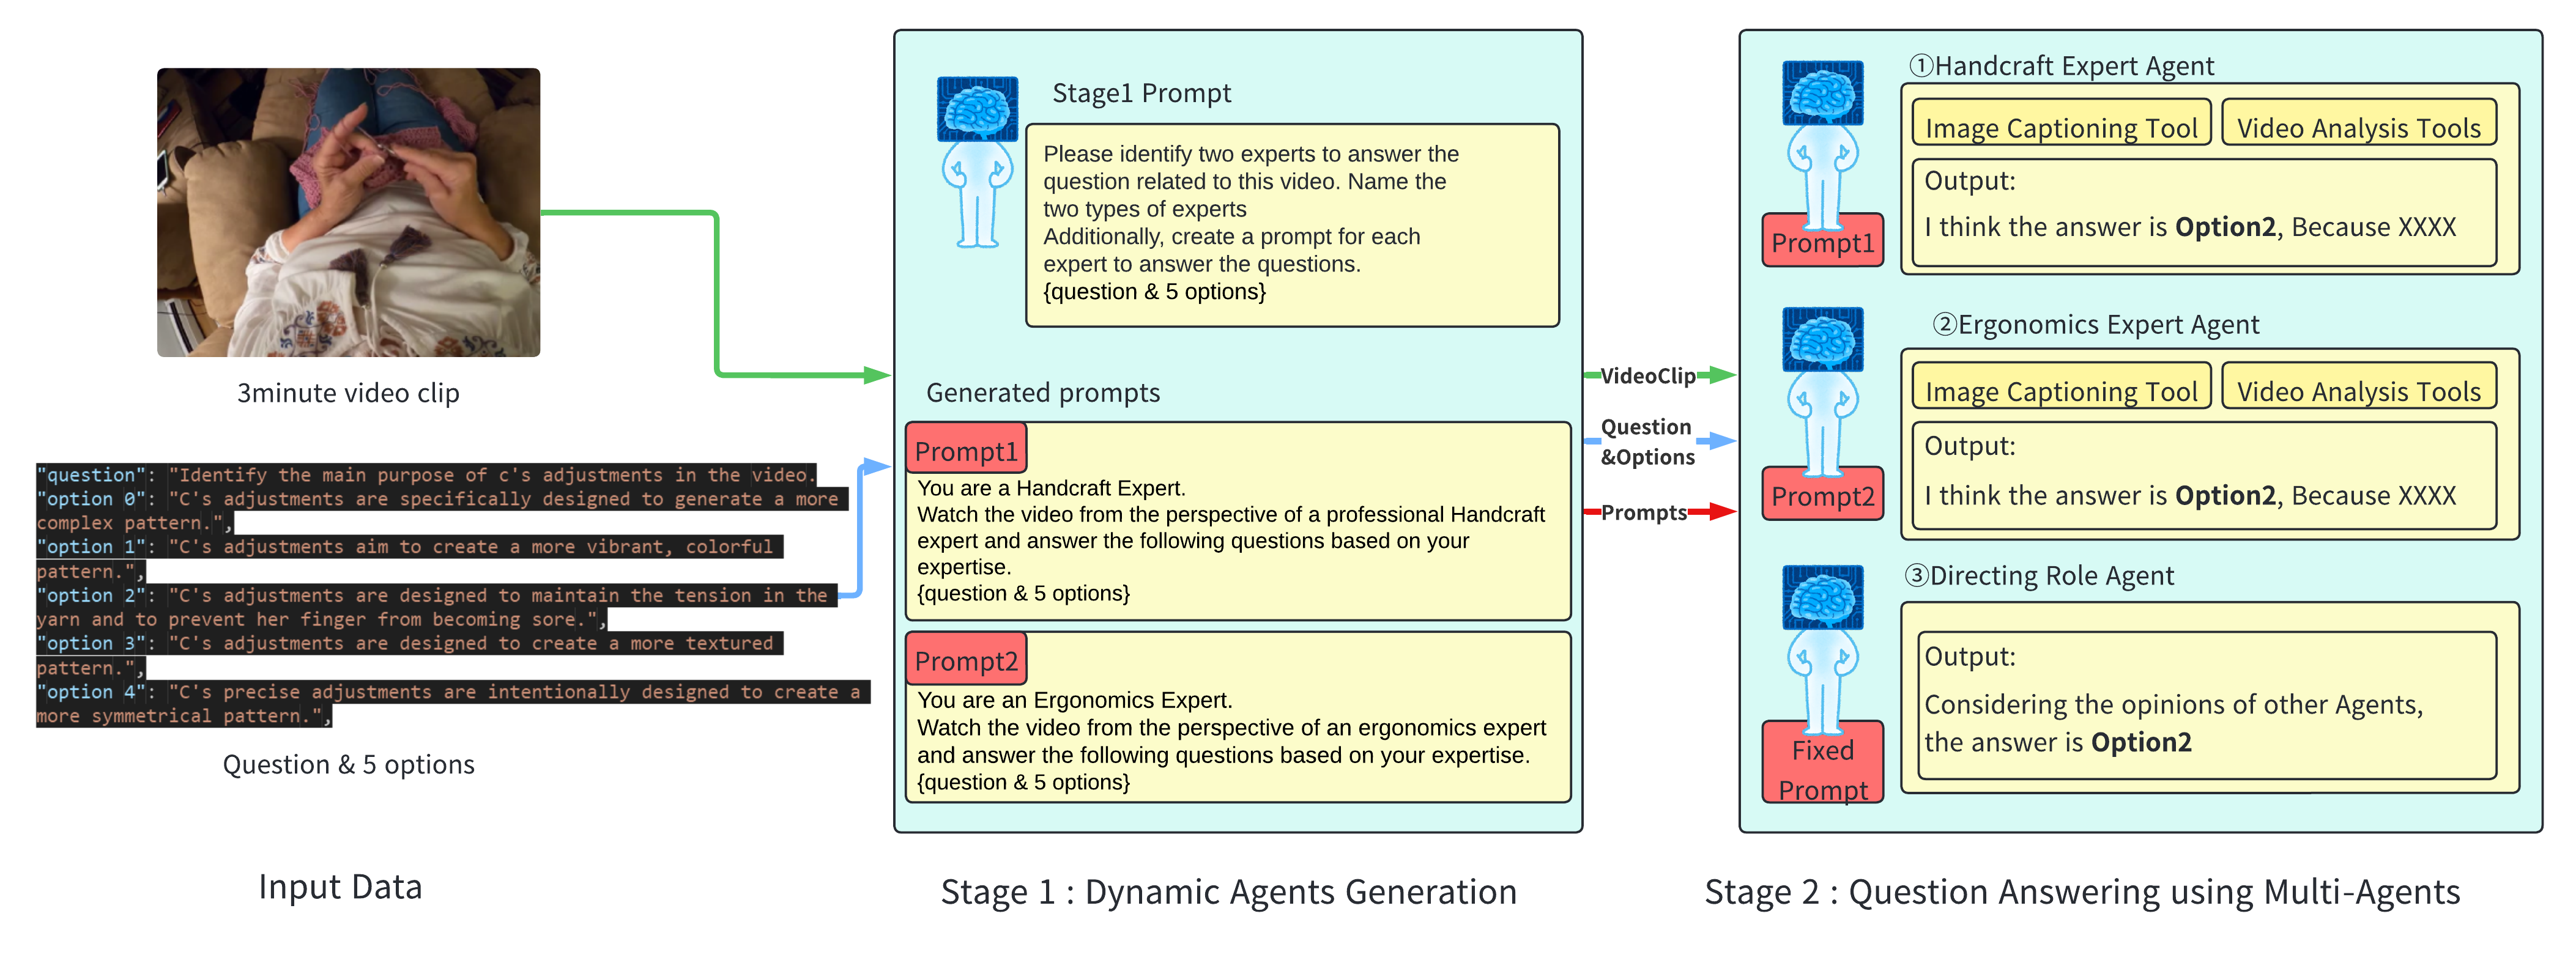 3minute video clip
"question": "Identify the main purpose of c's adjustments in the video.
"option 0": "C's adjustments are specifically designed to generate a more
complex pattern.",
"option 1": "C's adjustments aim to create a more vibrant, colorful
pattern.",
"option 2": "C's adjustments are designed to maintain the tension in the
yarn and to prevent her finger from becoming sore.",
"option 3": "C's adjustments are designed to create a more textured
pattern.",
"option 4": "C's precise adjustments are intentionally designed to create a
more symmetrical pattern.",
Question & 5 options
Input Data
Stage1 Prompt
Please identify two experts to answer the
question related to this video. Name the
two types of experts
Additionally, create a prompt for each
expert to answer the questions.
{question & 5 options}
Generated prompts
Prompt1
You are a Handcraft Expert.
Watch the video from the perspective of a professional Handcraft
expert and answer the following questions based on your
expertise.
{question & 5 options}
Prompt2
You are an Ergonomics Expert.
Watch the video from the perspective of an ergonomics expert
and answer the following questions based on your expertise.
{question & 5 options}
Stage 1 : Dynamic Agents Generation
VideoClip
Question
&Options
Prompts
①Handcraft Expert Agent
Image Captioning Tool
Video Analysis Tools
Output:
I think the answer is Option2, Because XXXX
Prompt1
②Ergonomics Expert Agent
Image Captioning Tool
Video Analysis Tools
Output:
I think the answer is Option2, Because XXXX
Prompt2
③Directing Role Agent
Output:
Considering the opinions of other Agents,
the answer is Option2
Fixed
Prompt
Stage 2 : Question Answering using Multi-Agents